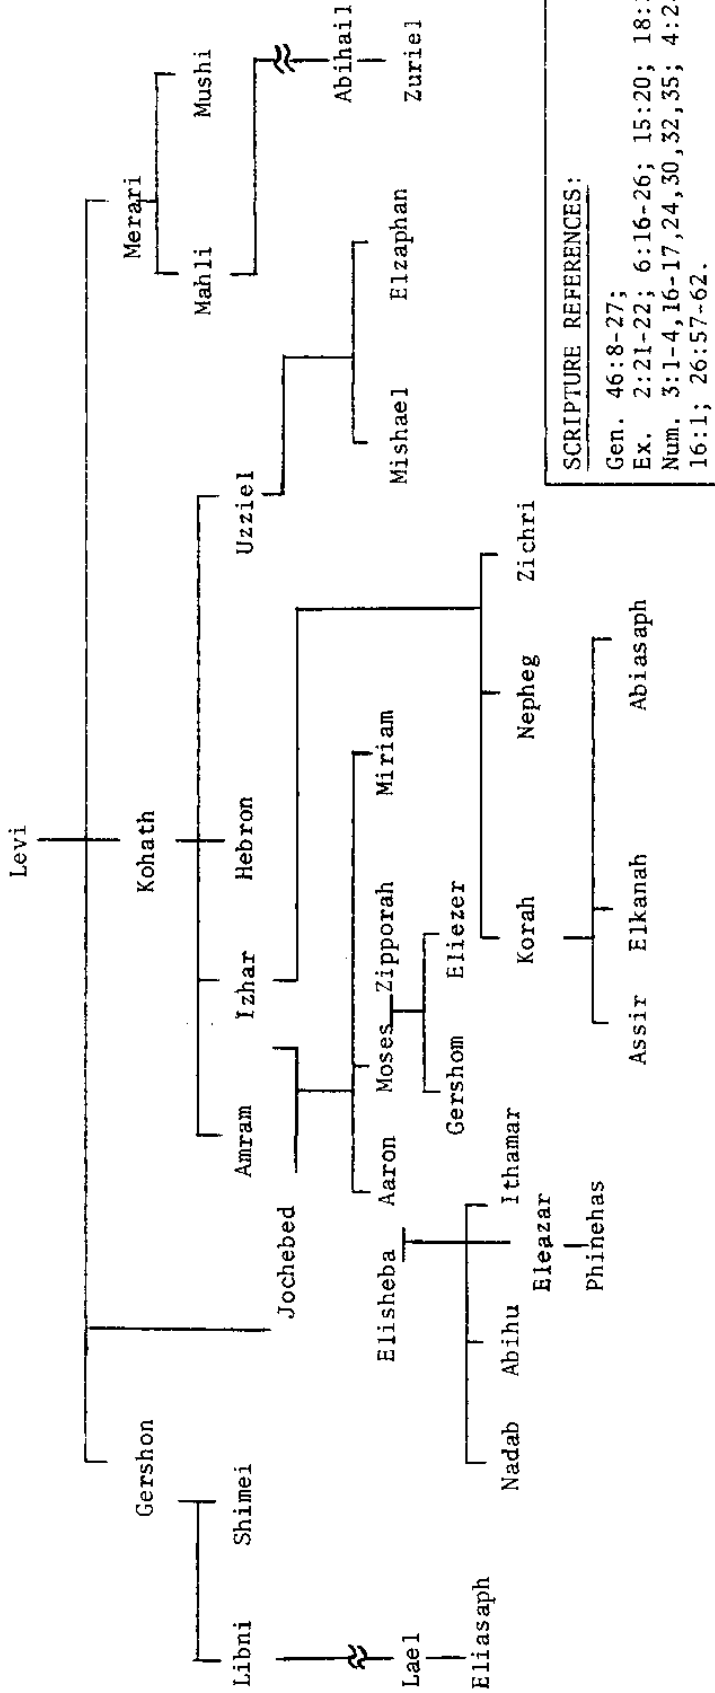 Levi
Gershon Kohath Merari
Libni Shimei Amram Izhar Hebron Uzziel Mahli Mushi
Jochebed
Elisheba Aaron Moses Zipporah Miriam Mishael Elzaphan Abihail
Lael Gershom Eliezer Zuriel
Eliasaph Nadab Abihu Ithamar Korah Nepheg Zichri
Eleazar
Phinehas
Assir Elkanah Abiasaph
SCRIPTURE REFERENCES:
Gen. 46:8-27;
Ex. 2:21-22; 6:16-26; 15:20; 18:
Num. 3:1-4,16-17,24,30,32,35; 4:2
16:1; 26:57-62.